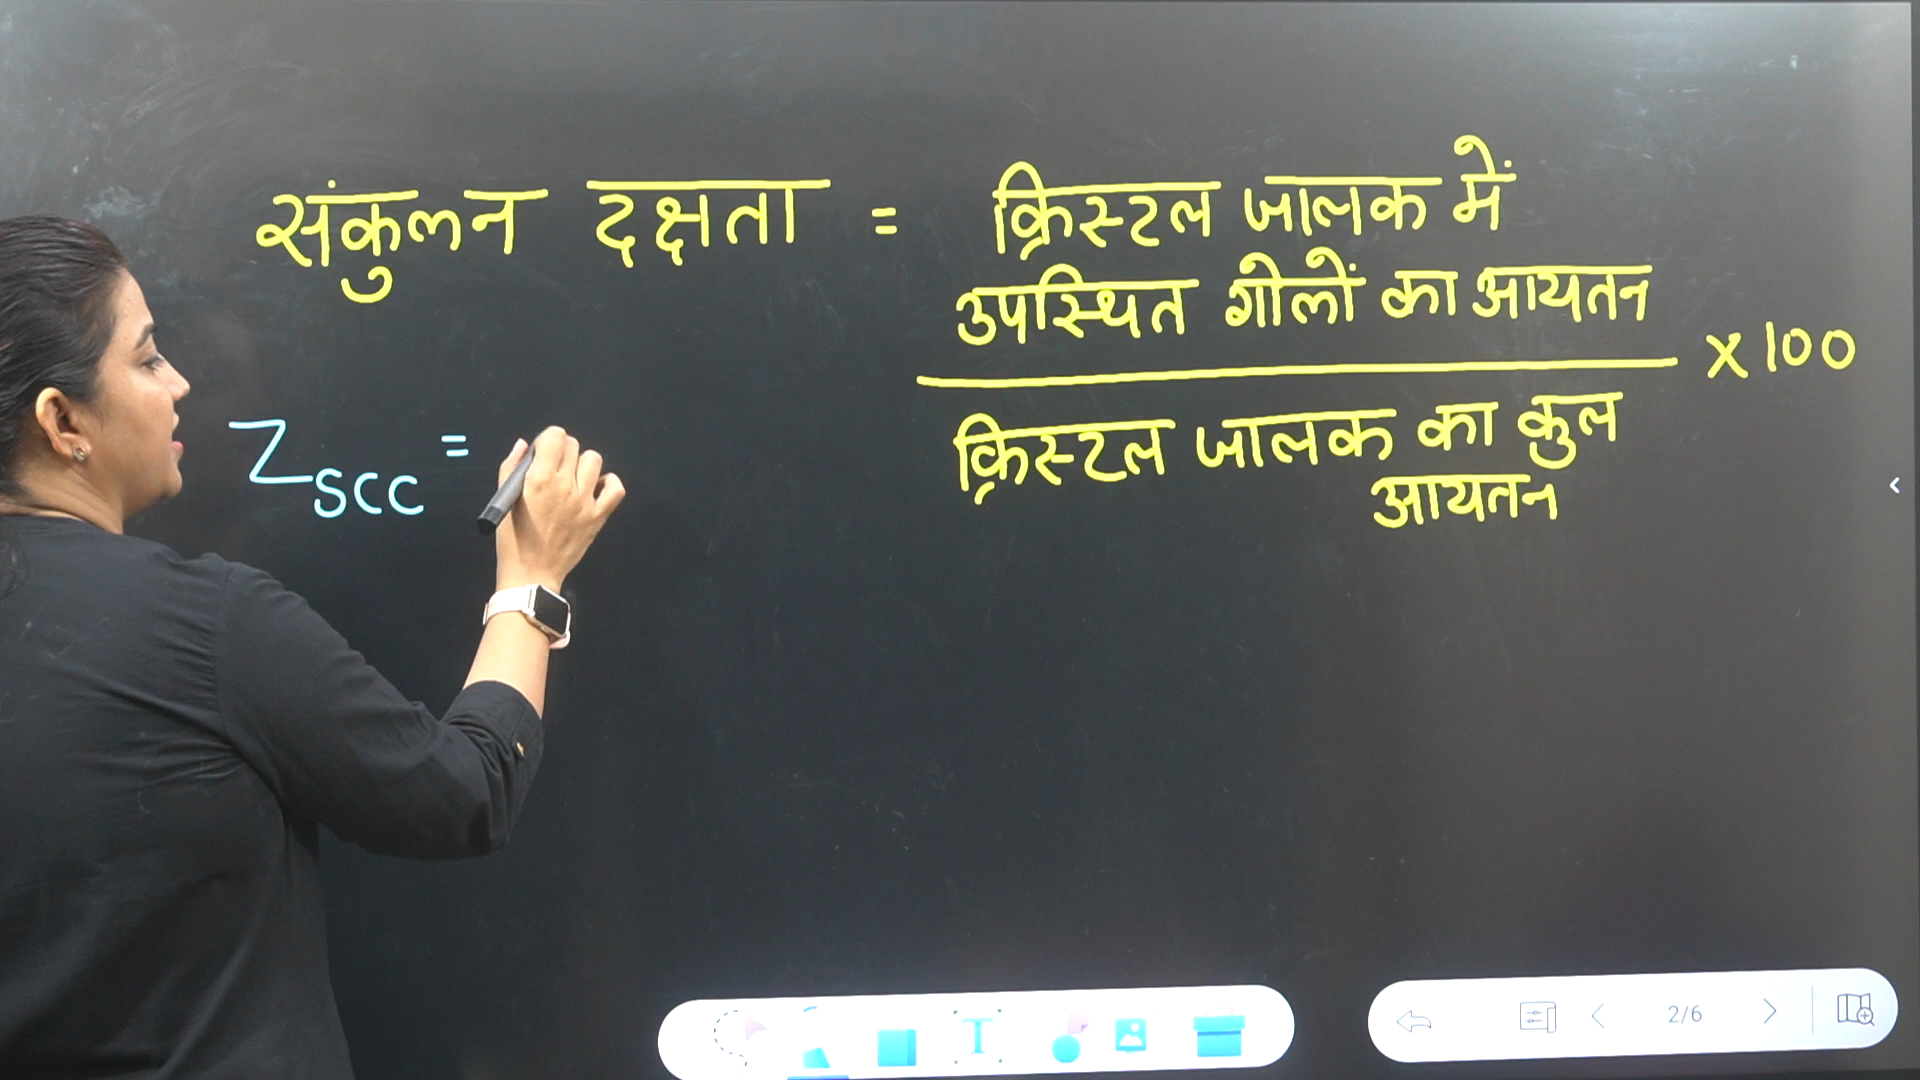 संकुलन दक्षता = क्रिस्टल जालक में
उपस्थित गोलों का आयतन
x 100
क्रिस्टल जालक का कुल
आयतन
Zscc =
T
2/6